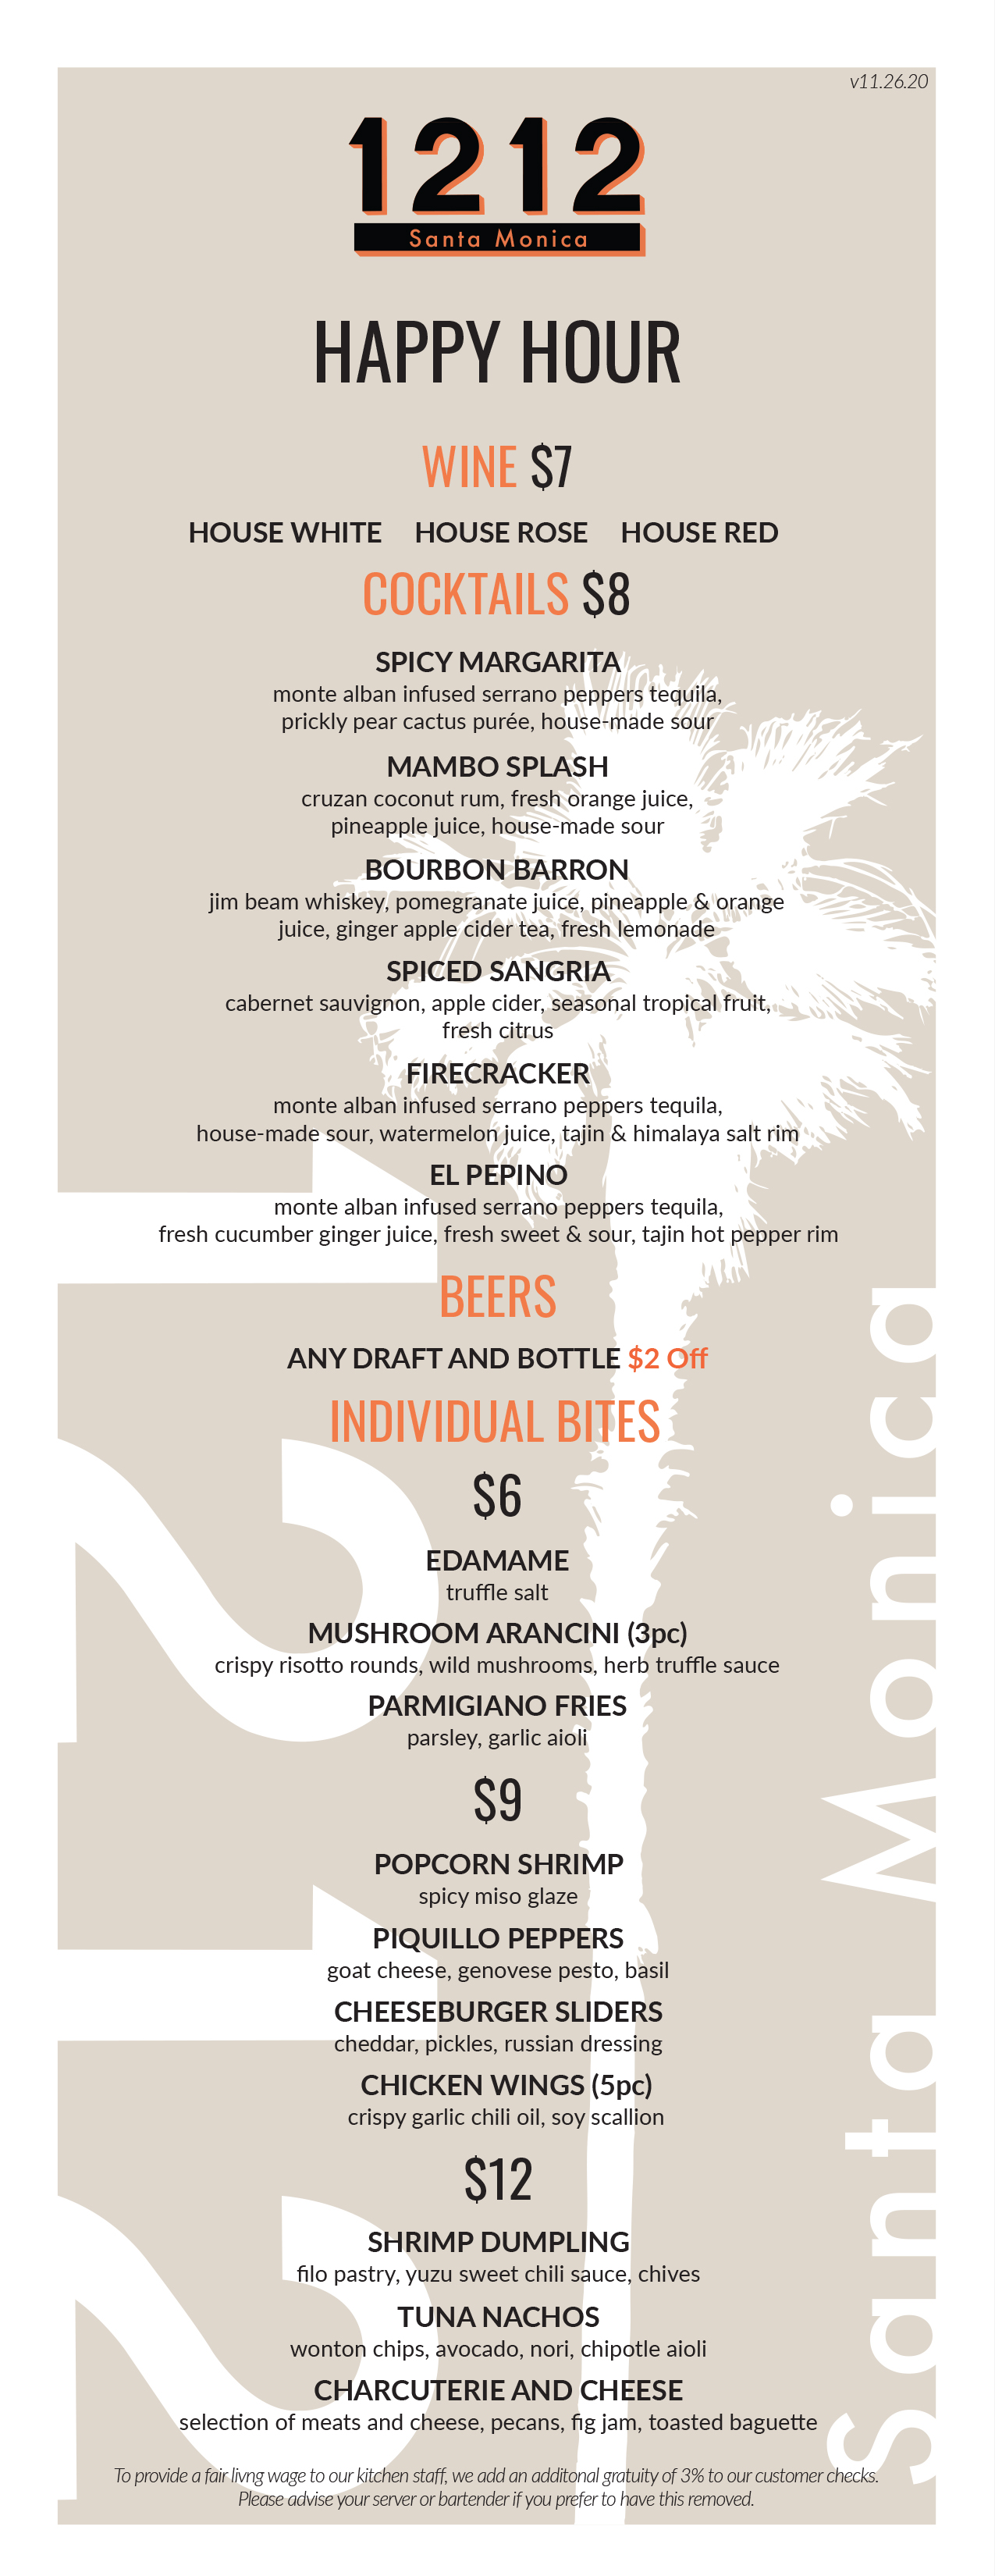 v11.26.20
1212
Santa Monica
HAPPY HOUR
WINE $7
HOUSE WHITE HOUSE ROSE HOUSE RED
COCKTAILS $8
SPICY MARGARITA
monte alban infused serrano peppers tequila,
prickly pear cactus purée, house-made sour
MAMBO SPLASH
cruzan coconut rum, fresh orange juice,
pineapple juice, house-made sour
BOURBON BARRON
jim beam whiskey, pomegranate juice, pineapple & orange
juice, ginger apple cider tea, fresh lemonade
SPICED SANGRIA
cabernet sauvignon, apple cider, seasonal tropical fruit,
fresh citrus
FIRECRACKER
monte alban infused serrano peppers tequila,
house-made sour, watermelon juice, tajin & himalaya salt rim
EL PEPINO
monte alban infused serrano peppers tequila,
fresh cucumber ginger juice, fresh sweet & sour, tajin hot pepper rim
BEERS
ANY DRAFT AND BOTTLE $2 Off
INDIVIDUAL BITES
$6
EDAMAME
truffle salt
MUSHROOM ARANCINI (3pc)
crispy risotto rounds, wild mushrooms, herb truffle sauce
PARMIGIANO FRIES
parsley, garlic aioli
$9
POPCORN SHRIMP
spicy miso glaze
PIQUILLO PEPPERS
goat cheese, genovese pesto, basil
CHEESEBURGER SLIDERS
cheddar, pickles, russian dressing
CHICKEN WINGS (5pc)
crispy garlic chili oil, soy scallion
$12
SHRIMP DUMPLING
filo pastry, yuzu sweet chili sauce, chives
TUNA NACHOS
wonton chips, avocado, nori, chipotle aioli
CHARCUTERIE AND CHEESE
selection of meats and cheese, pecans, fig jam, toasted baguette
To provide a fair livng wage to our kitchen staff, we add an additonal gratuity of 3% to our customer checks.
Please advise your server or bartender if you prefer to have this removed.
1212
Santa Monica